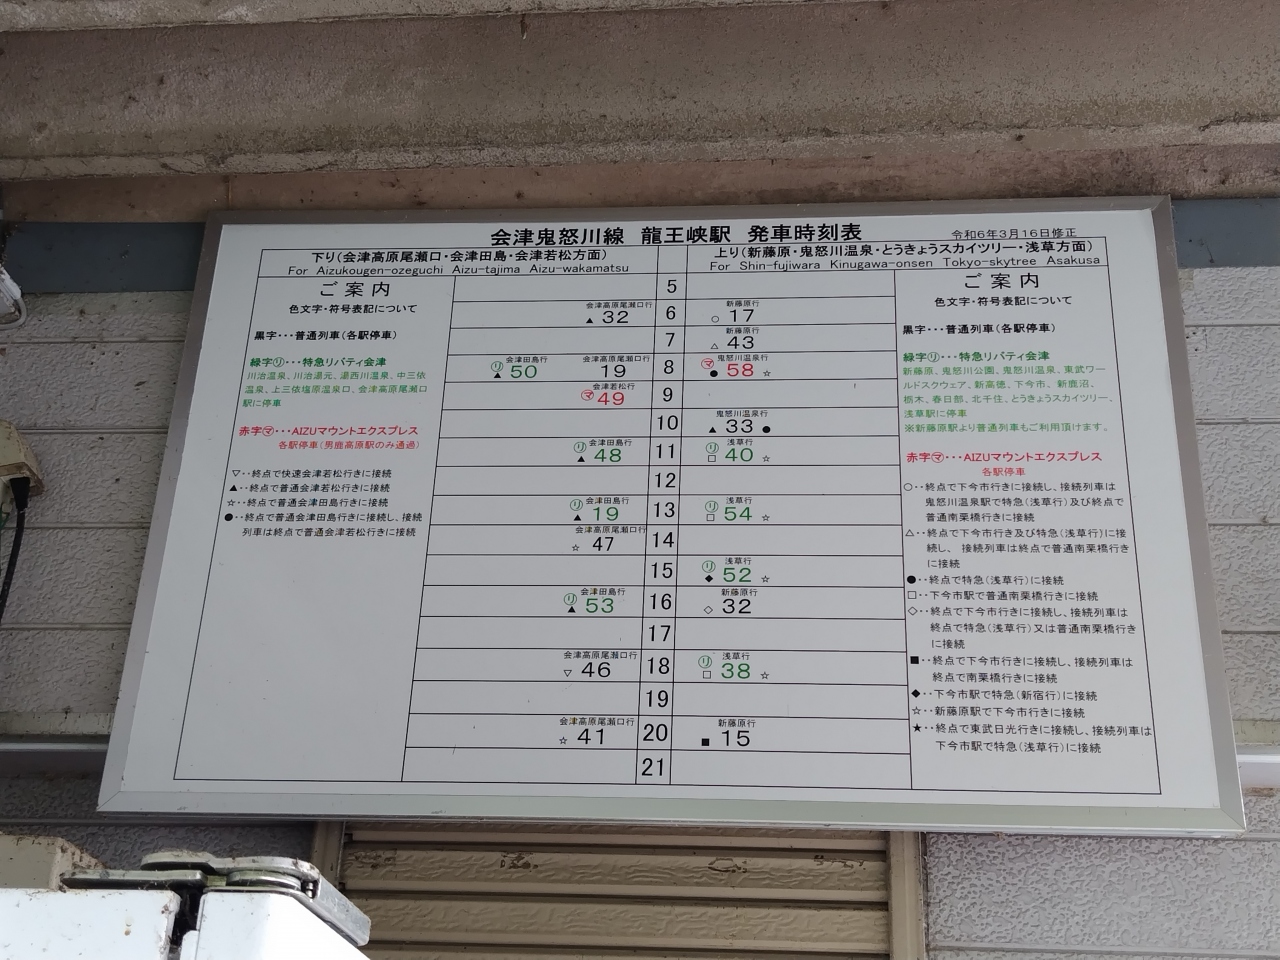 会津鬼怒川線 龍王峡駅 発車時刻表
令和6年3月16日修正
下り(会津高原尾瀬口・会津田島・会津若松方面)
For Aizukougen-ozeguchi Aizu-tajima Aizu-wakamatsu
上り(新藤原・鬼怒川温泉・とうきょうスカイツリー・浅草方面)
For Shin-fujiwara Kinugawa-onsen Tokyo-skytree Asakusa
ご案内
色文字・符号表記について
黒字・・・普通列車(各駅停車)
緑字㋷・・・特急リバティ会津
川治温泉、川治湯元、湯西川温泉、中三依
温泉、上三依塩原温泉口、会津高原尾瀬口
駅に停車
赤字㋮・・・AIZUマウントエクスプレス
各駅停車(男鹿高原駅のみ通過)
▽・・終点で快速会津若松行きに接続
▲・・終点で普通会津若松行きに接続
☆・・終点で普通会津田島行きに接続
●・・終点で普通会津田島行きに接続し、接続
列車は終点で普通会津若松行きに接続
5
会津高原尾瀬口行
▲ 32
6
新藤原行
○ 17
7
新藤原行
△ 43
会津田島行
㋷ ▲ 50
会津高原尾瀬口行
19
8
鬼怒川温泉行
㋮ ● 58 ☆
会津若松行
㋮ 49
9
10
鬼怒川温泉行
▲ 33 ●
会津田島行
㋷ ▲ 48
11
浅草行
㋷ □ 40 ☆
12
会津田島行
㋷ ▲ 19
13
浅草行
㋷ □ 54 ☆
会津高原尾瀬口行
☆ 47
14
15
浅草行
㋷ ◆ 52 ☆
会津田島行
㋷ ▲ 53
16
新藤原行
◇ 32
17
会津高原尾瀬口行
▽ 46
18
浅草行
㋷ □ 38 ☆
19
会津高原尾瀬口行
☆ 41
20
新藤原行
■ 15
21
ご案内
色文字・符号表記について
黒字・・・普通列車(各駅停車)
緑字㋷・・・特急リバティ会津
新藤原、鬼怒川公園、鬼怒川温泉、東武ワー
ルドスクウェア、新高徳、下今市、新鹿沼、
栃木、春日部、北千住、とうきょうスカイツリー、
浅草駅に停車
※新藤原駅より普通列車もご利用頂けます。
赤字㋮・・・AIZUマウントエクスプレス
各駅停車
○・・終点で下今市行きに接続し、接続列車は
鬼怒川温泉駅で特急(浅草行)及び終点で
普通南栗橋行きに接続
△・・終点で下今市行き及び特急(浅草行)に接
続し、 接続列車は終点で普通南栗橋行き
に接続
●・・終点で特急(浅草行)に接続
□・・下今市駅で普通南栗橋行きに接続
◇・・終点で下今市行きに接続し、接続列車は
終点で特急(浅草行)又は普通南栗橋行き
に接続
■・・終点で下今市行きに接続し、接続列車は
終点で南栗橋行きに接続
◆・・下今市駅で特急(新宿行)に接続
☆・・新藤原駅で下今市行きに接続
★・・終点で東武日光行きに接続し、接続列車は
下今市駅で特急(浅草行)に接続